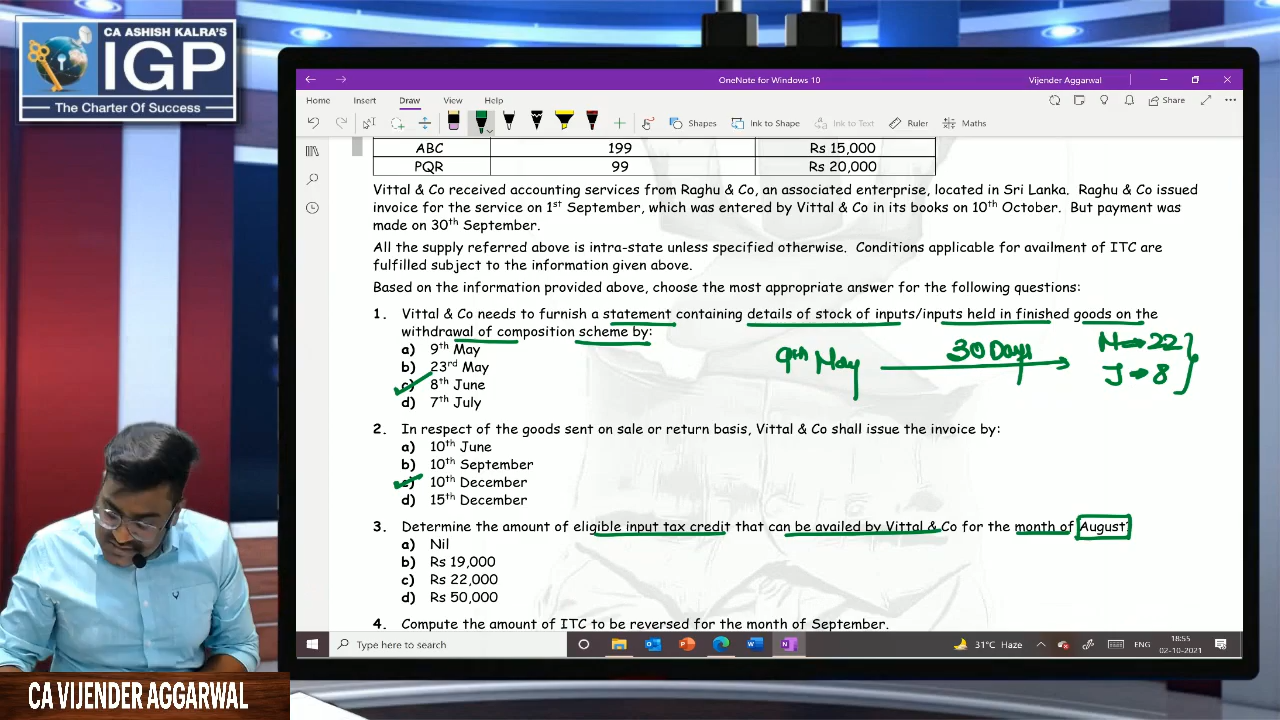 CA ASHISH KALRA'S
IGP
The Charter Of Success
OneNote for Windows 10
Vijender Aggarwal
Home Insert Draw View Help
Share
Shapes Ink to Shape Ink to Text Ruler Maths
ABC 199 Rs 15,000
PQR 99 Rs 20,000
Vittal & Co received accounting services from Raghu & Co, an associated enterprise, located in Sri Lanka. Raghu & Co issued
invoice for the service on 1st September, which was entered by Vittal & Co in its books on 10th October. But payment was
made on 30th September.
All the supply referred above is intra-state unless specified otherwise. Conditions applicable for availment of ITC are
fulfilled subject to the information given above.
Based on the information provided above, choose the most appropriate answer for the following questions:
1. Vittal & Co needs to furnish a statement containing details of stock of inputs/inputs held in finished goods on the
withdrawal of composition scheme by:
a) 9th May
b) 23rd May
c) 8th June
d) 7th July
9th May 30 Days M → 22
J → 8
2. In respect of the goods sent on sale or return basis, Vittal & Co shall issue the invoice by:
a) 10th June
b) 10th September
c) 10th December
d) 15th December
3. Determine the amount of eligible input tax credit that can be availed by Vittal & Co for the month of August?
a) Nil
b) Rs 19,000
c) Rs 22,000
d) Rs 50,000
4. Compute the amount of ITC to be reversed for the month of September.
Type here to search
31°C Haze
ENG
18:55
02-10-2021
CA VIJENDER AGGARWAL